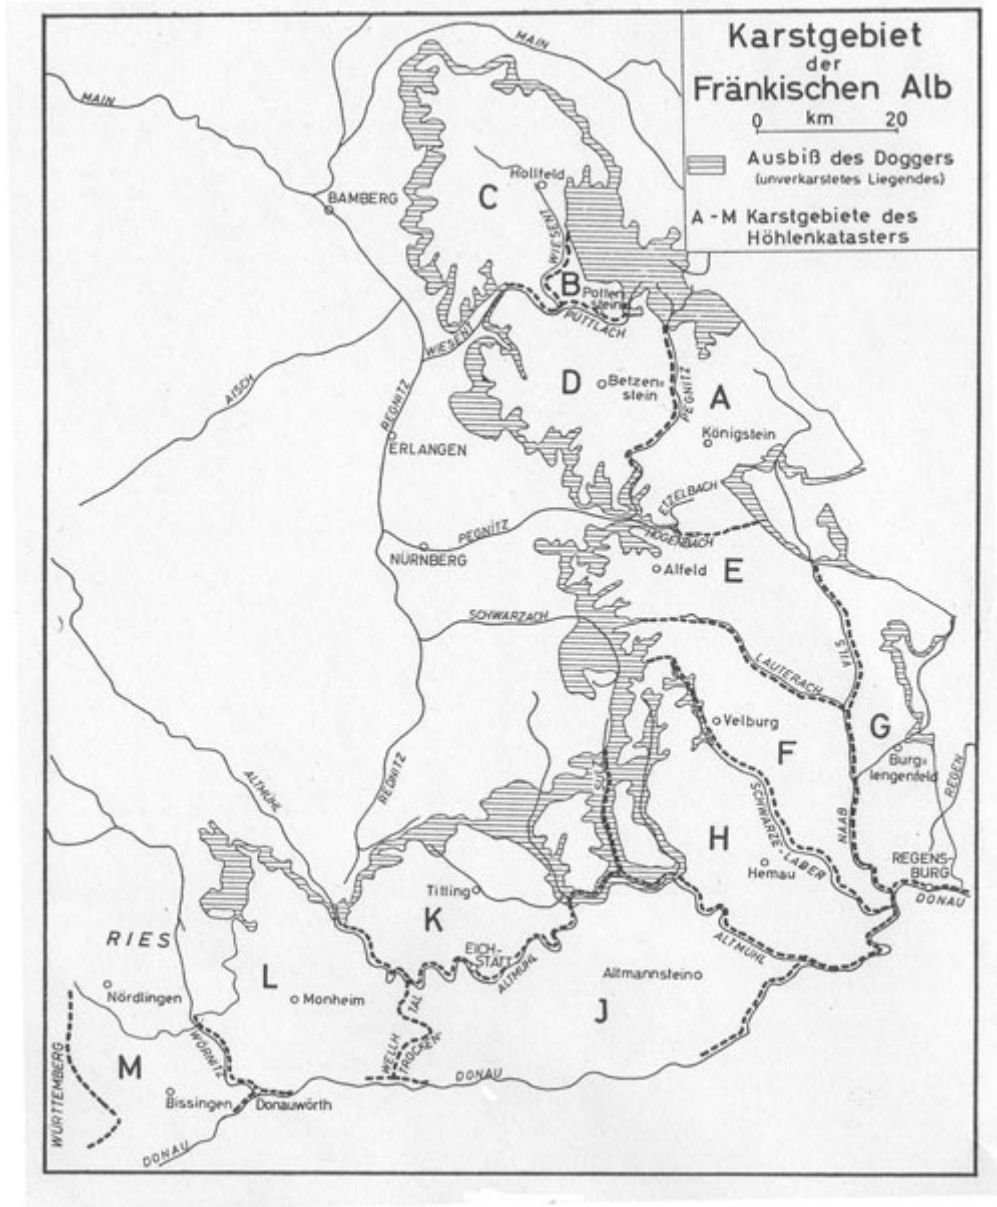 Karstgebiet
der
Fränkischen Alb
0 km 20
Ausbiß des Doggers
(unverkarstetes Liegendes)
A - M Karstgebiete des
Höhlenkatasters
MAIN
MAIN
BAMBERG
Hollfeld
C
WIESENT
B
Potten-
stein
PÜTTLACH
WIESENT
AISCH
REGNITZ
D
Betzen=
stein
PEGNITZ
A
Königstein
ERLANGEN
ETZELBACH
PEGNITZ
HÖGENBACH
NÜRNBERG
Alfeld
E
SCHWARZACH
LAUTERACH
VILS
G
Velburg
F
Burg=
lengenfeld
REGEN
REGNITZ
ALTMÜHL
SULZ
SCHWARZE - LABER
NAAB
H
Hemau
REGENS-
BURG
DONAU
Titling
K
EICH-
STÄTT
ALTMÜHL
ALTMÜHL
RIES
Nördlingen
L
Monheim
Altmannstein
J
WELLH.
TROCKEN-
TAL
WÖRNITZ
M
WÜRTTEMBERG
Bissingen
Donauwörth
DONAU
DONAU